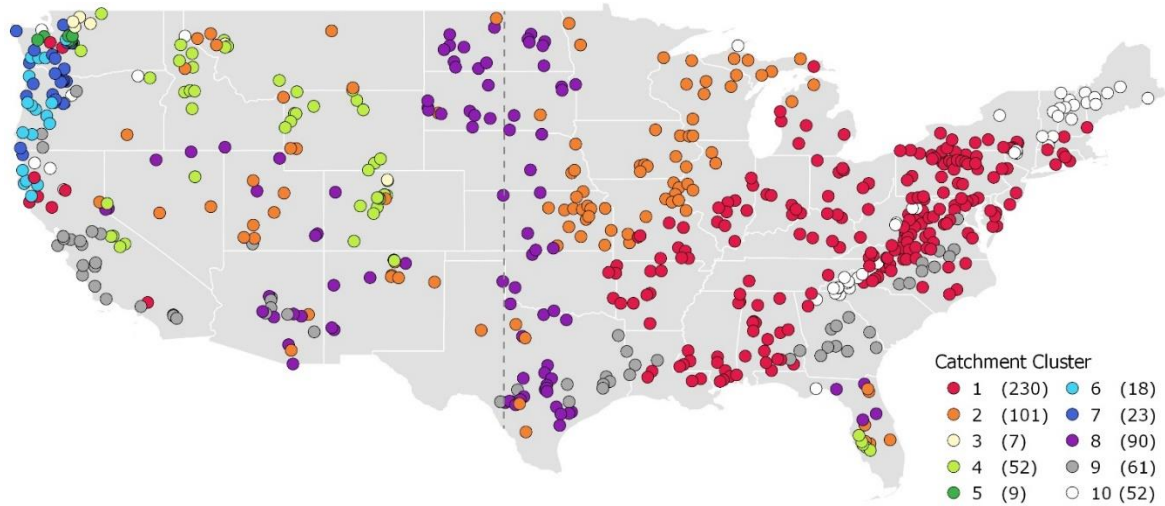 Catchment Cluster
1 (230) 6 (18)
2 (101) 7 (23)
3 (7) 8 (90)
4 (52) 9 (61)
5 (9) 10 (52)